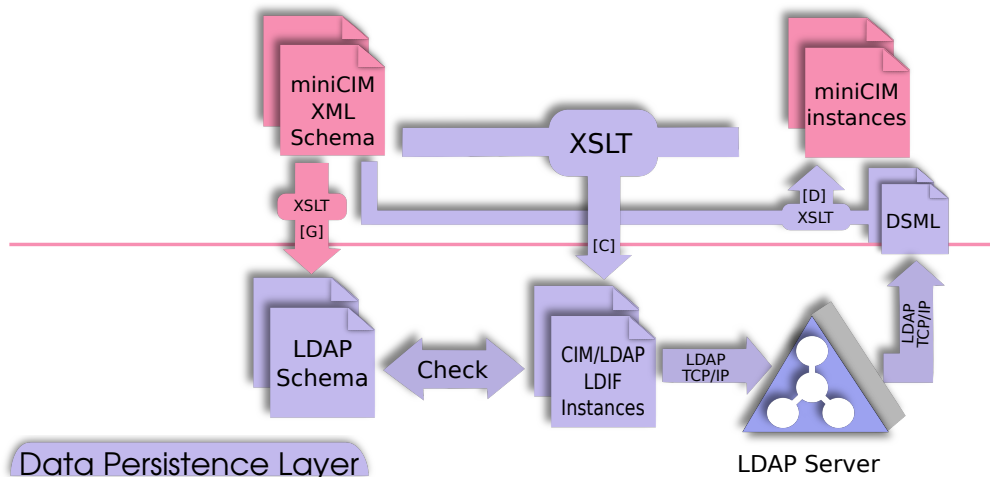 miniCIM
XML
Schema
miniCIM
instances
XSLT
XSLT
[G]
[C]
[D]
XSLT
DSML
LDAP
Schema
Check
CIM/LDAP
LDIF
Instances
LDAP
TCP/IP
LDAP
TCP/IP
LDAP Server
Data Persistence Layer